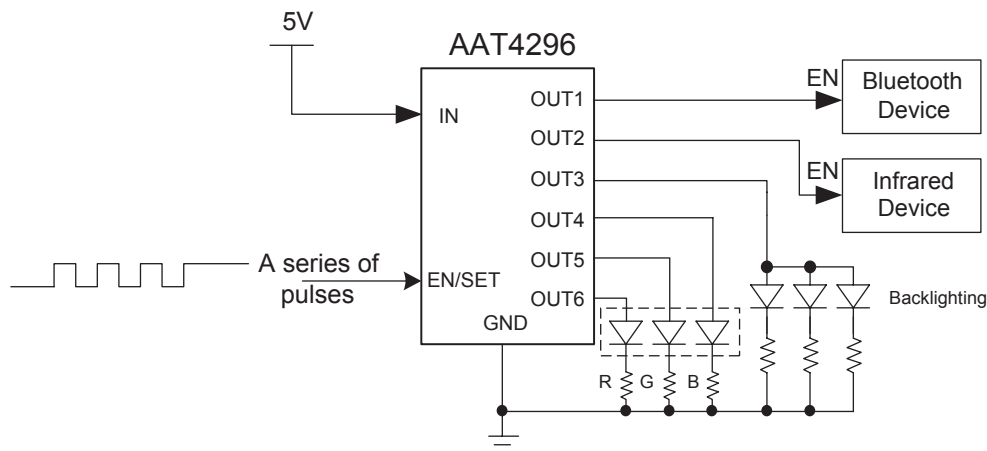 5V
AAT4296
IN
EN/SET
GND
OUT1
OUT2
OUT3
OUT4
OUT5
OUT6
A series of
pulses
EN
Bluetooth
Device
EN
Infrared
Device
Backlighting
R
G
B